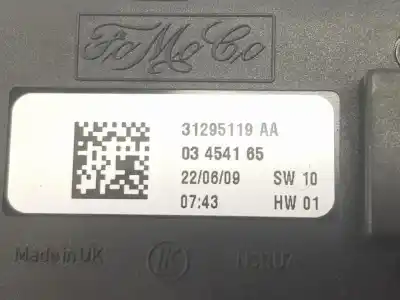 FoMoCo
31295119 AA
03 4541 65
22/06/09 SW 10
07:43 HW 01
Made in UK